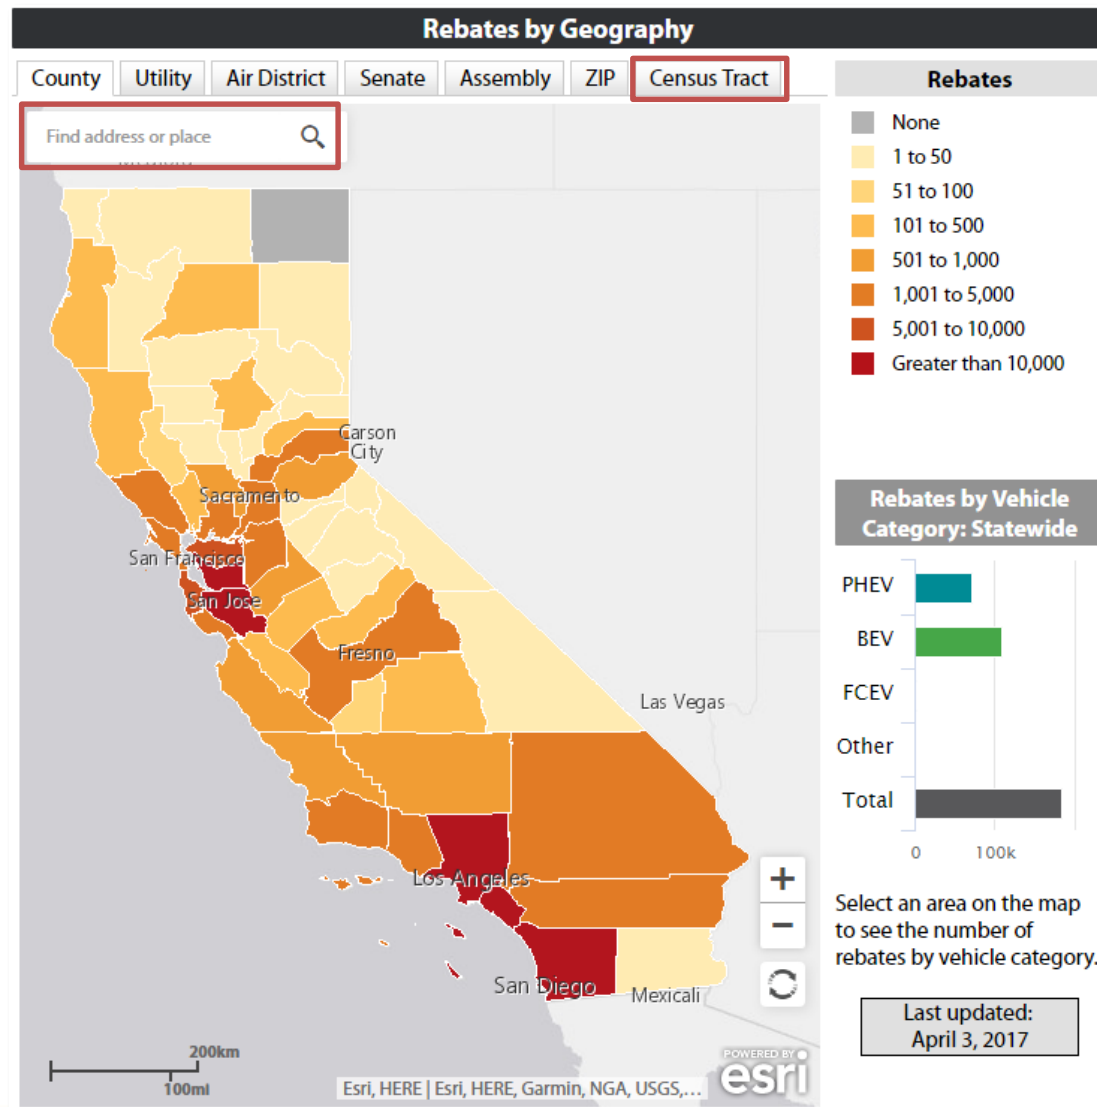 Rebates by Geography
County
Utility
Air District
Senate
Assembly
ZIP
Census Tract
Find address or place
Rebates
None
1 to 50
51 to 100
101 to 500
501 to 1,000
1,001 to 5,000
5,001 to 10,000
Greater than 10,000
Carson
City
Sacramento
San Francisco
San Jose
Fresno
Las Vegas
Los Angeles
San Diego
Mexicali
+
−
200km
100mi
Esri, HERE | Esri, HERE, Garmin, NGA, USGS,...
POWERED BY
esri
Rebates by Vehicle
Category: Statewide
PHEV
BEV
FCEV
Other
Total
0
100k
Select an area on the map
to see the number of
rebates by vehicle category.
Last updated:
April 3, 2017